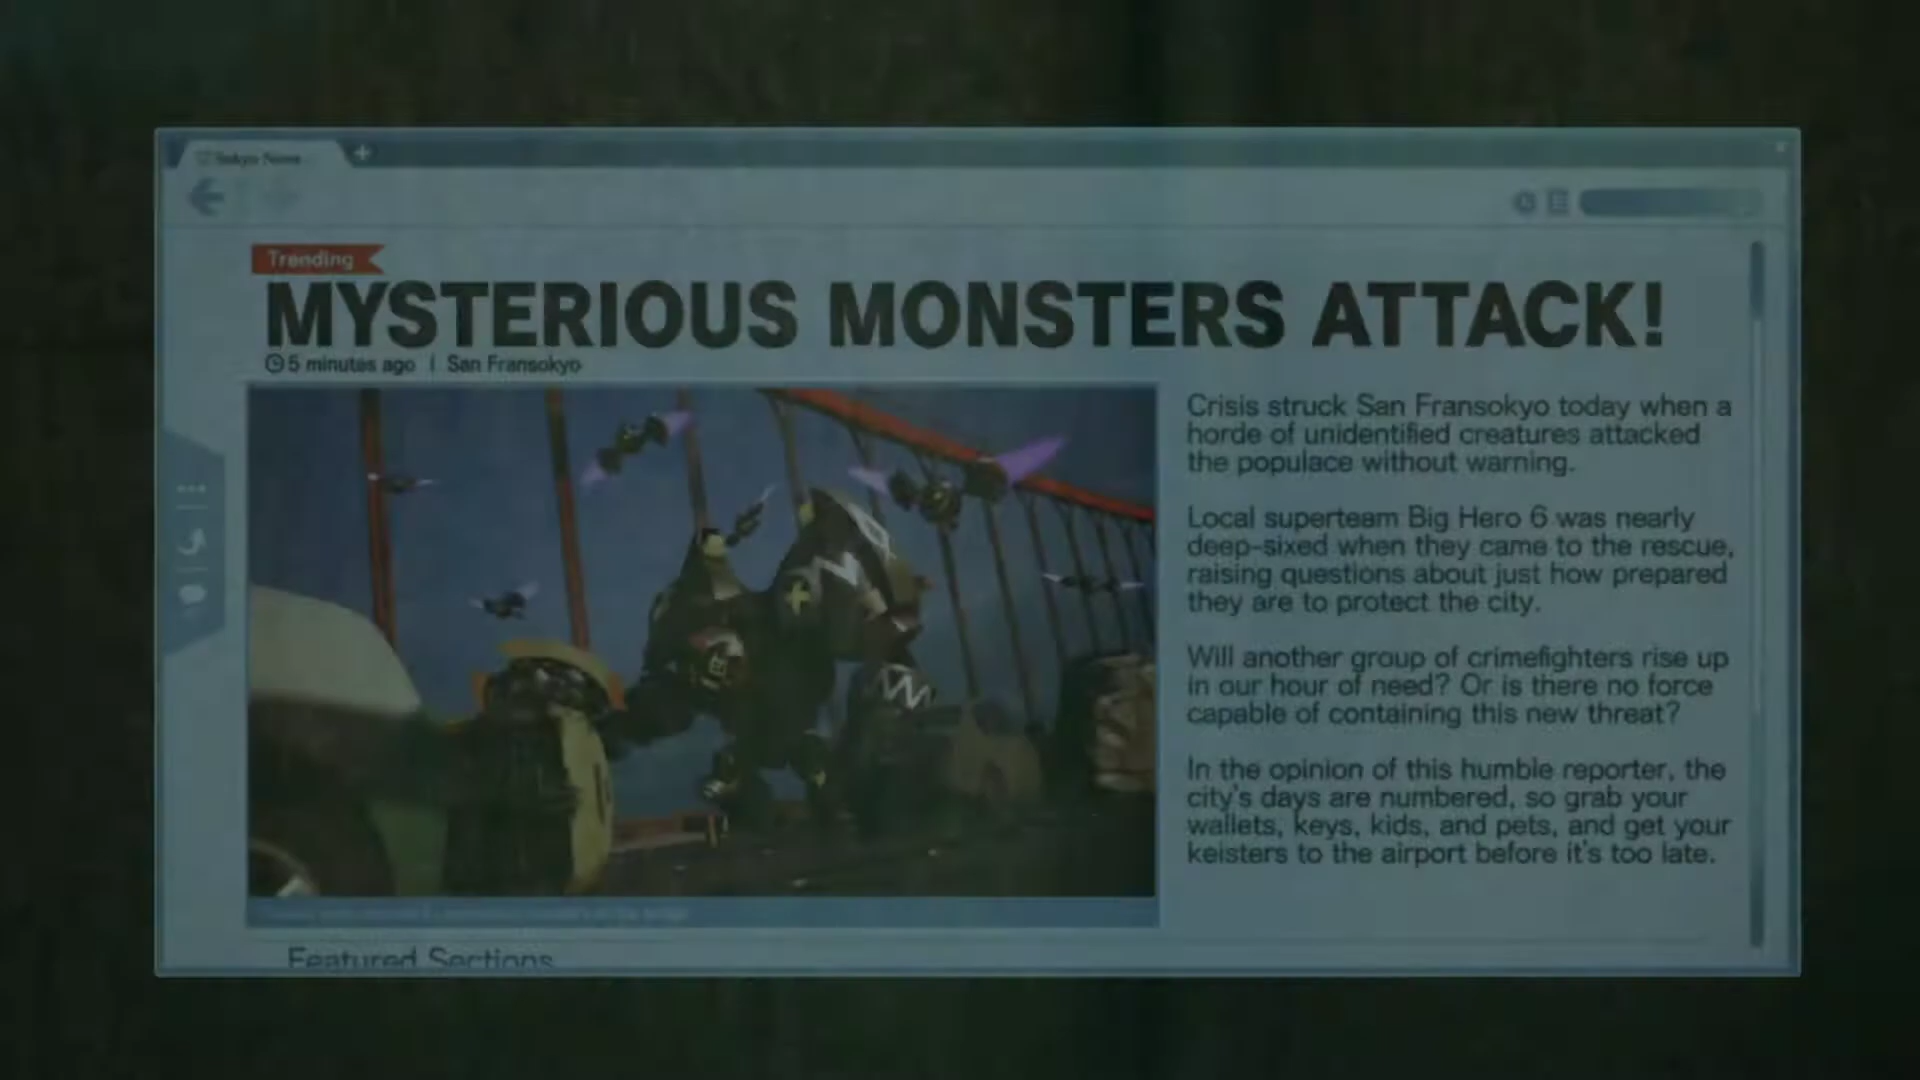 Trending
MYSTERIOUS MONSTERS ATTACK!
5 minutes ago | San Fransokyo
Crisis struck San Fransokyo today when a
horde of unidentified creatures attacked
the populace without warning.
Local superteam Big Hero 6 was nearly
deep-sixed when they came to the rescue,
raising questions about just how prepared
they are to protect the city.
Will another group of crimefighters rise up
in our hour of need? Or is there no force
capable of containing this new threat?
In the opinion of this humble reporter, the
city's days are numbered, so grab your
wallets, keys, kids, and pets, and get your
keisters to the airport before it's too late.
Featured Sections